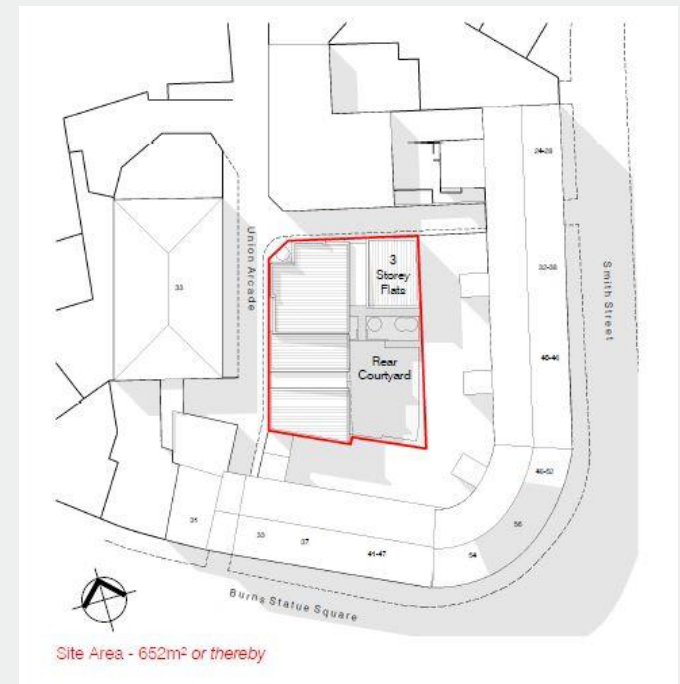 24-28
Union Arcade
33
3
Storey
Flats
32-38
Smith Street
Rear
Courtyard
40-44
48-52
31
33
37
41-47
54
56
Burns Statue Square
Site Area - 652m² or thereby